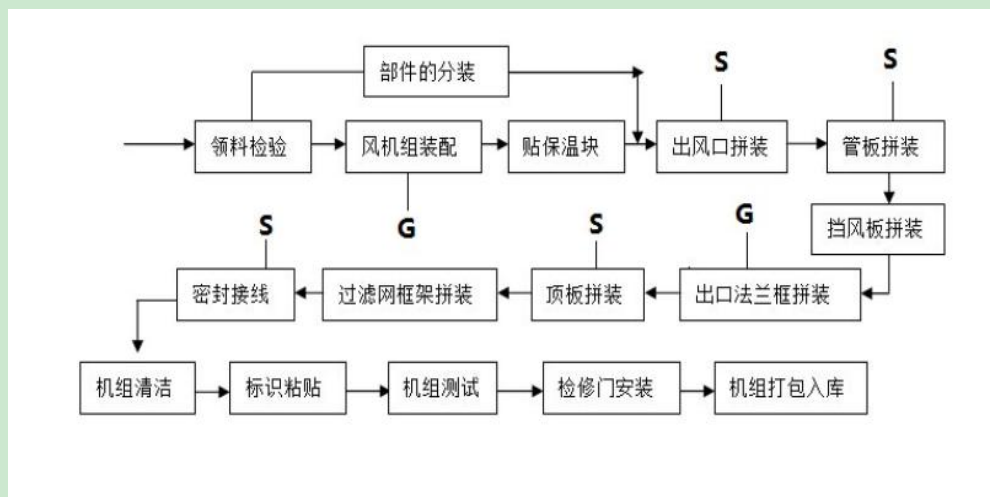 部件的分装
S
S
领料检验
风机组装配
贴保温块
出风口拼装
管板拼装
挡风板拼装
S
G
S
G
密封接线
过滤网框架拼装
顶板拼装
出口法兰框拼装
机组清洁
标识粘贴
机组测试
检修门安装
机组打包入库